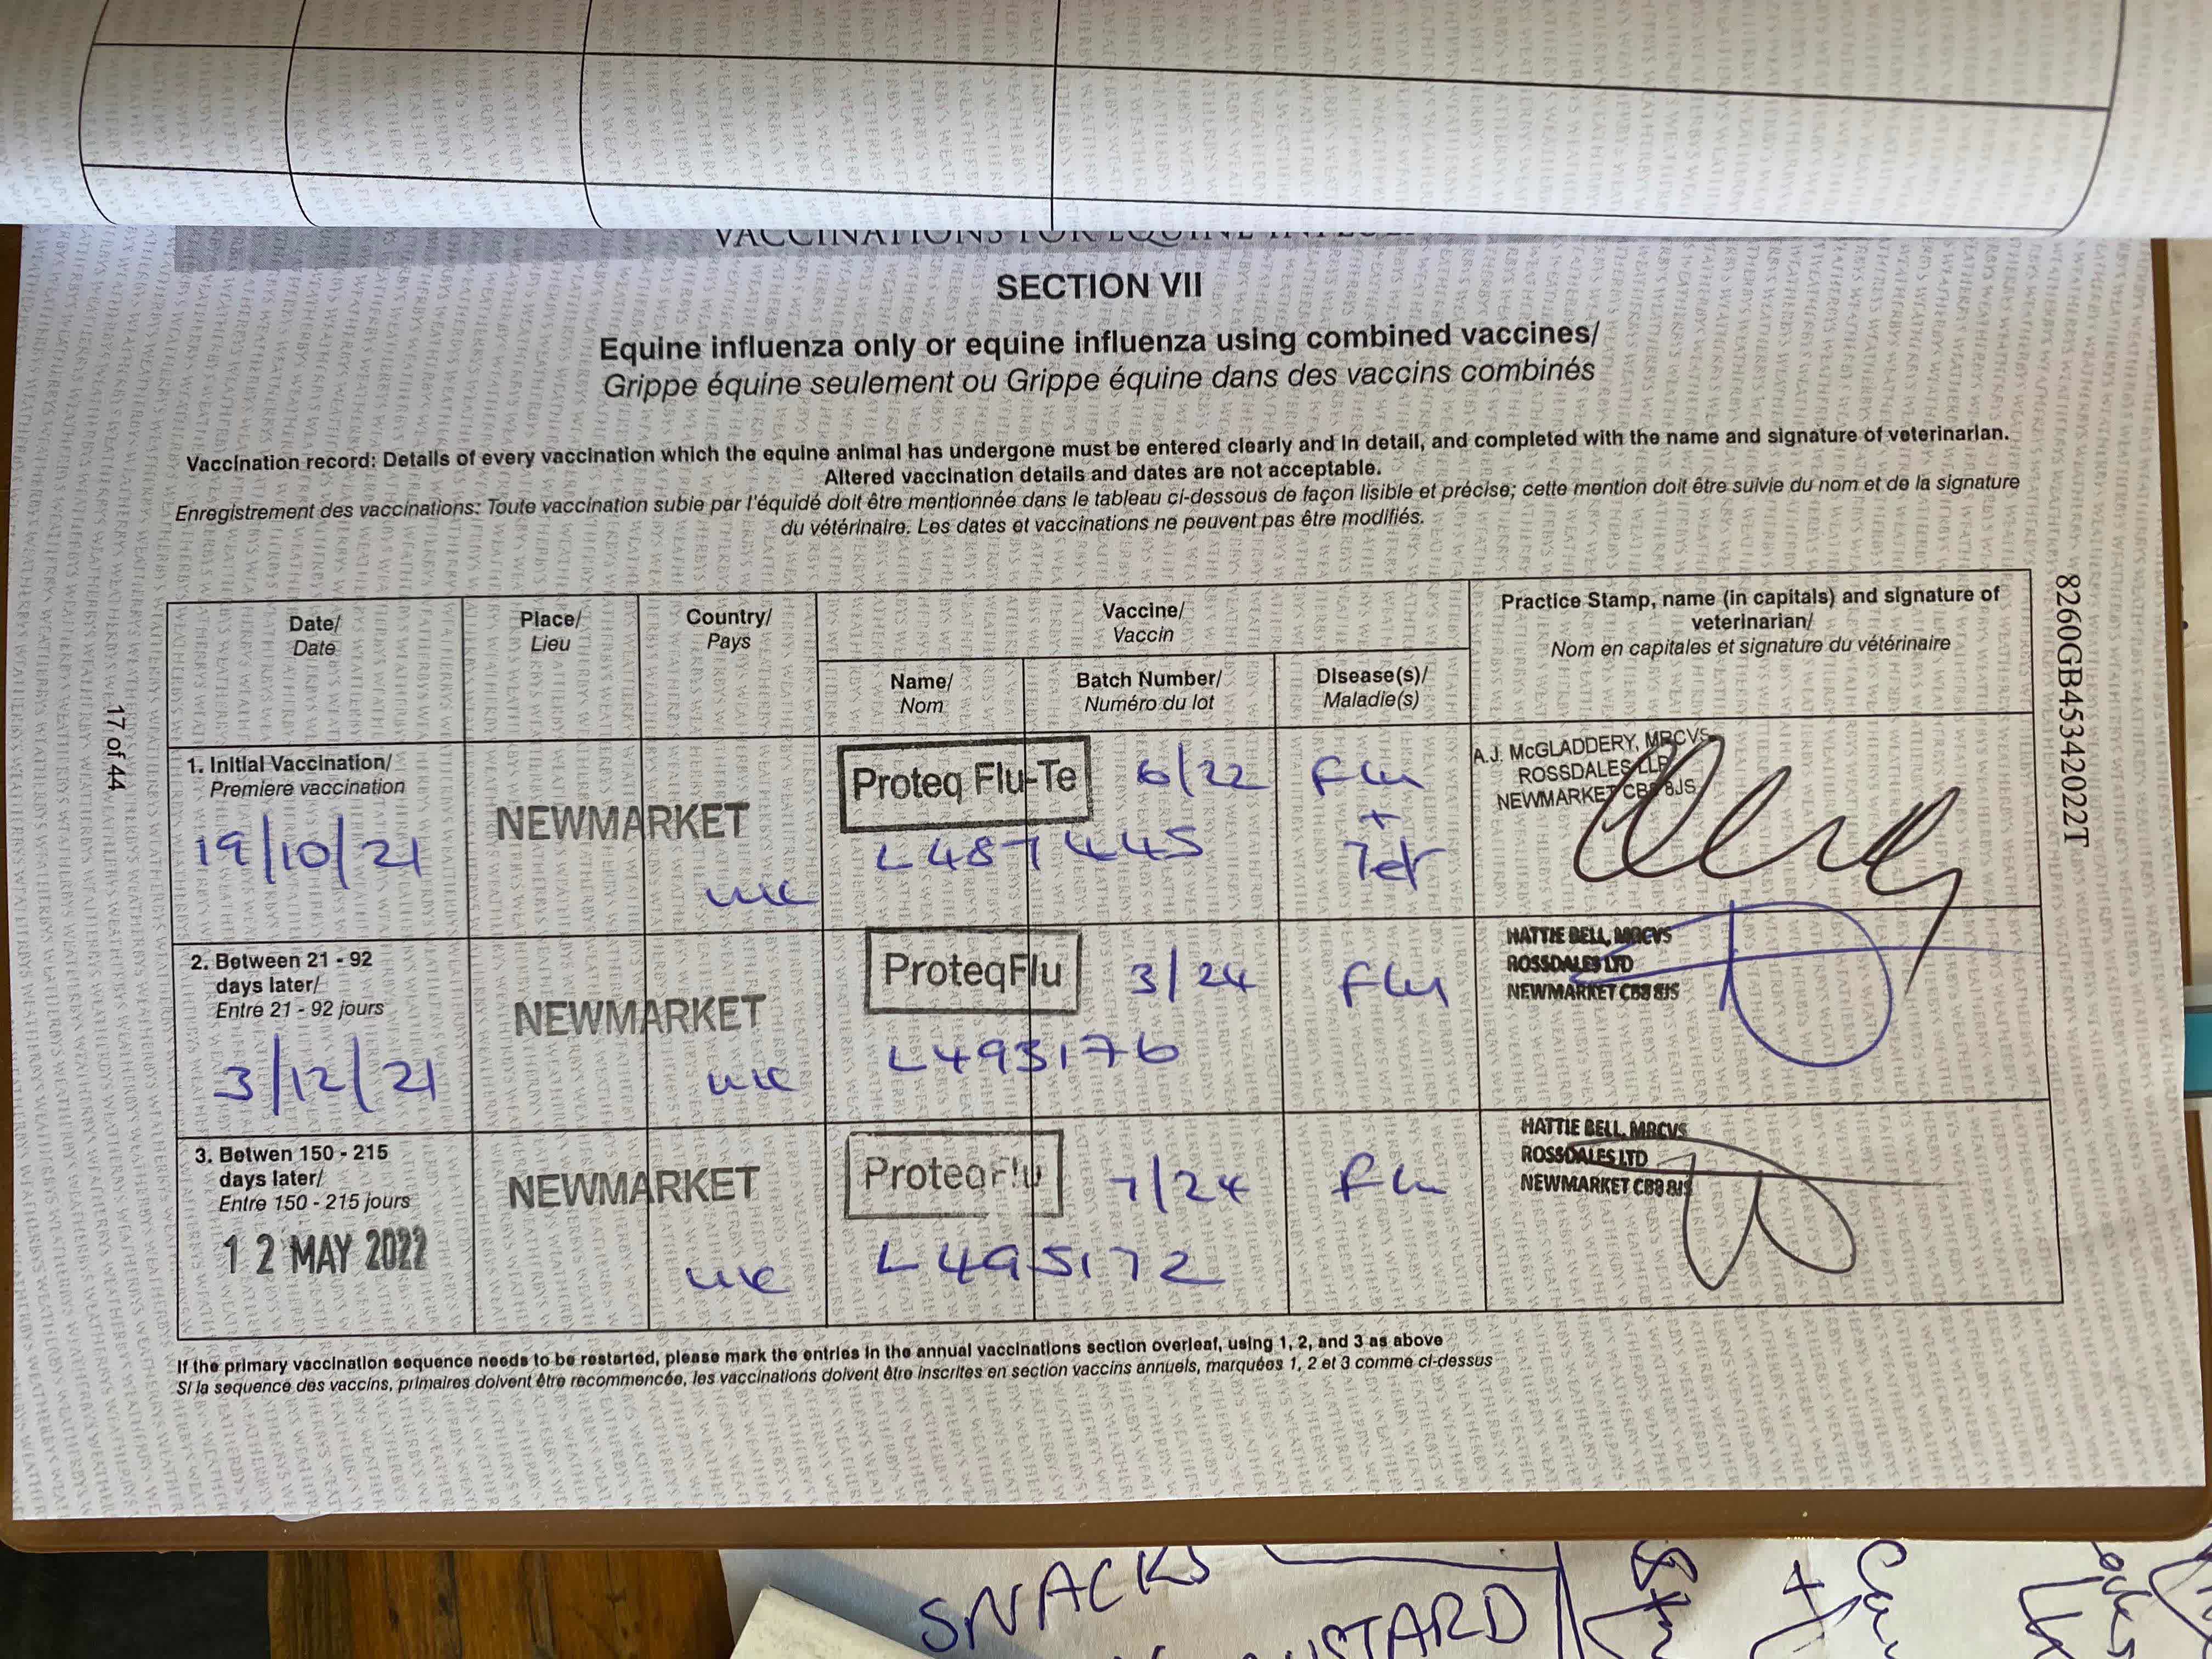 SECTION VII
Equine influenza only or equine influenza using combined vaccines/
Grippe équine seulement ou Grippe équine dans des vaccins combinés
Vaccination record: Details of every vaccination which the equine animal has undergone must be entered clearly and in detail, and completed with the name and signature of veterinarian.
Altered vaccination details and dates are not acceptable.
Enregistrement des vaccinations: Toute vaccination subie par l'équidé doit être mentionnée dans le tableau ci-dessous de façon lisible et précise; cette mention doit être suivie du nom et de la signature
du vétérinaire. Les dates et vaccinations ne peuvent pas être modifiés.
Date/
Date
Place/
Lieu
Country/
Pays
Vaccine/
Vaccin
Name/
Nom
Batch Number/
Numéro du lot
Disease(s)/
Maladie(s)
Practice Stamp, name (in capitals) and signature of
veterinarian/
Nom en capitales et signature du vétérinaire
1. Initial Vaccination/
Premiere vaccination
19/10/21
NEWMARKET
UK
Proteq Flu-Te
6/22
L487445
Flu
+
Tet
A.J. McGLADDERY, MRCVS
ROSSDALES LLP
NEWMARKET CB8 8JS
2. Between 21 - 92
days later/
Entre 21 - 92 jours
3/12/21
NEWMARKET
UK
ProteqFlu
3/24
L493176
Flu
HATTIE BELL, MRCVS
ROSSDALES LTD
NEWMARKET CB8 8JS
3. Betwen 150 - 215
days later/
Entre 150 - 215 jours
12 MAY 2022
NEWMARKET
UK
ProteqFlu
7/24
L495172
Flu
HATTIE BELL, MRCVS
ROSSDALES LTD
NEWMARKET CB8 8JS
If the primary vaccination sequence needs to be restarted, please mark the entries in the annual vaccinations section overleaf, using 1, 2, and 3 as above
Si la sequence des vaccins, primaires doivent être recommencée, les vaccinations doivent être inscrites en section vaccins annuels, marquées 1, 2 et 3 comme ci-dessus
17 of 44
8260GB45342022T
SNACKS